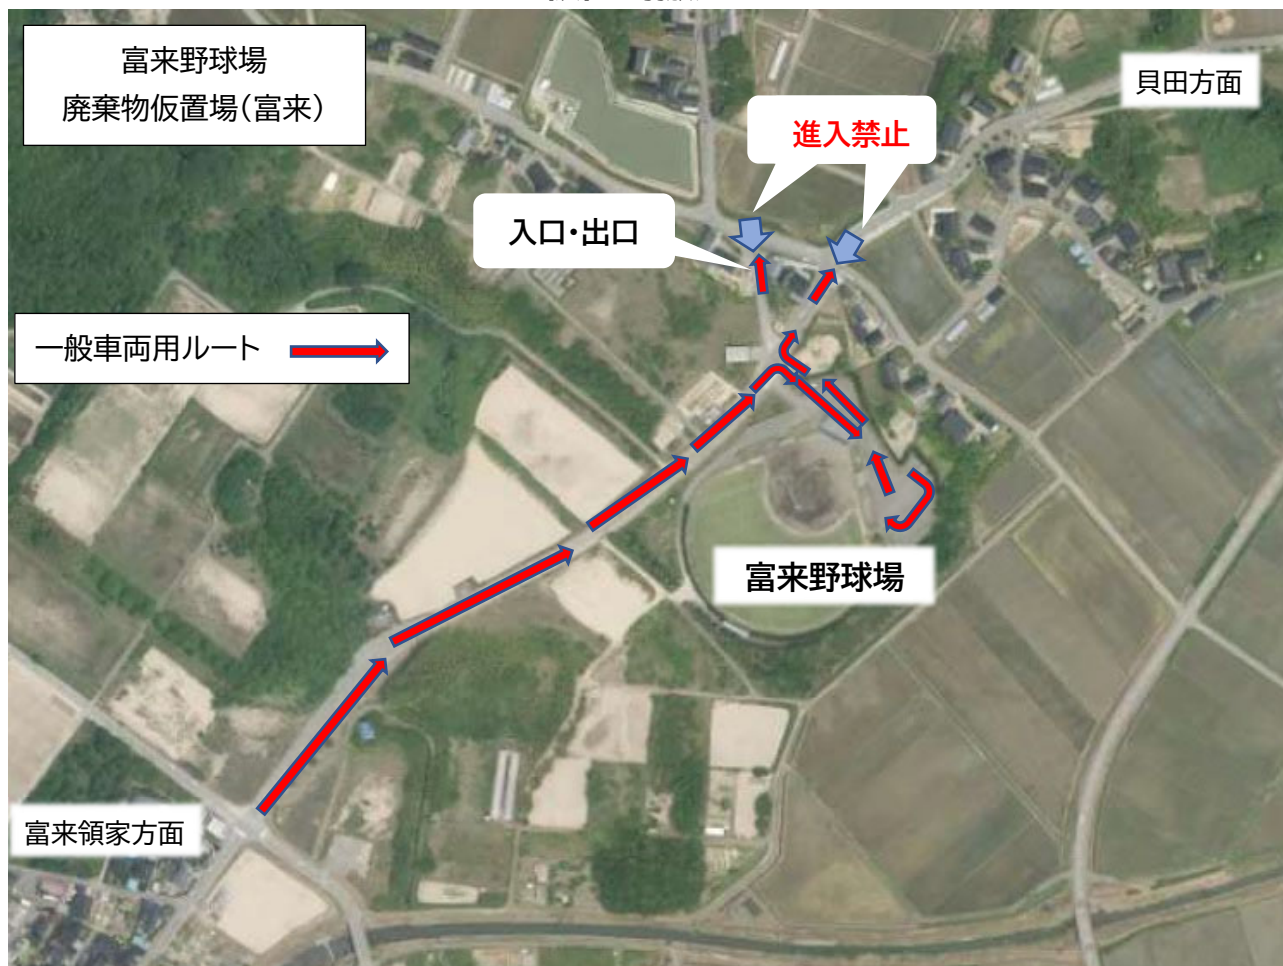 富来野球場
廃棄物仮置場(富来)
貝田方面
進入禁止
入口・出口
一般車両用ルート
富来野球場
富来領家方面